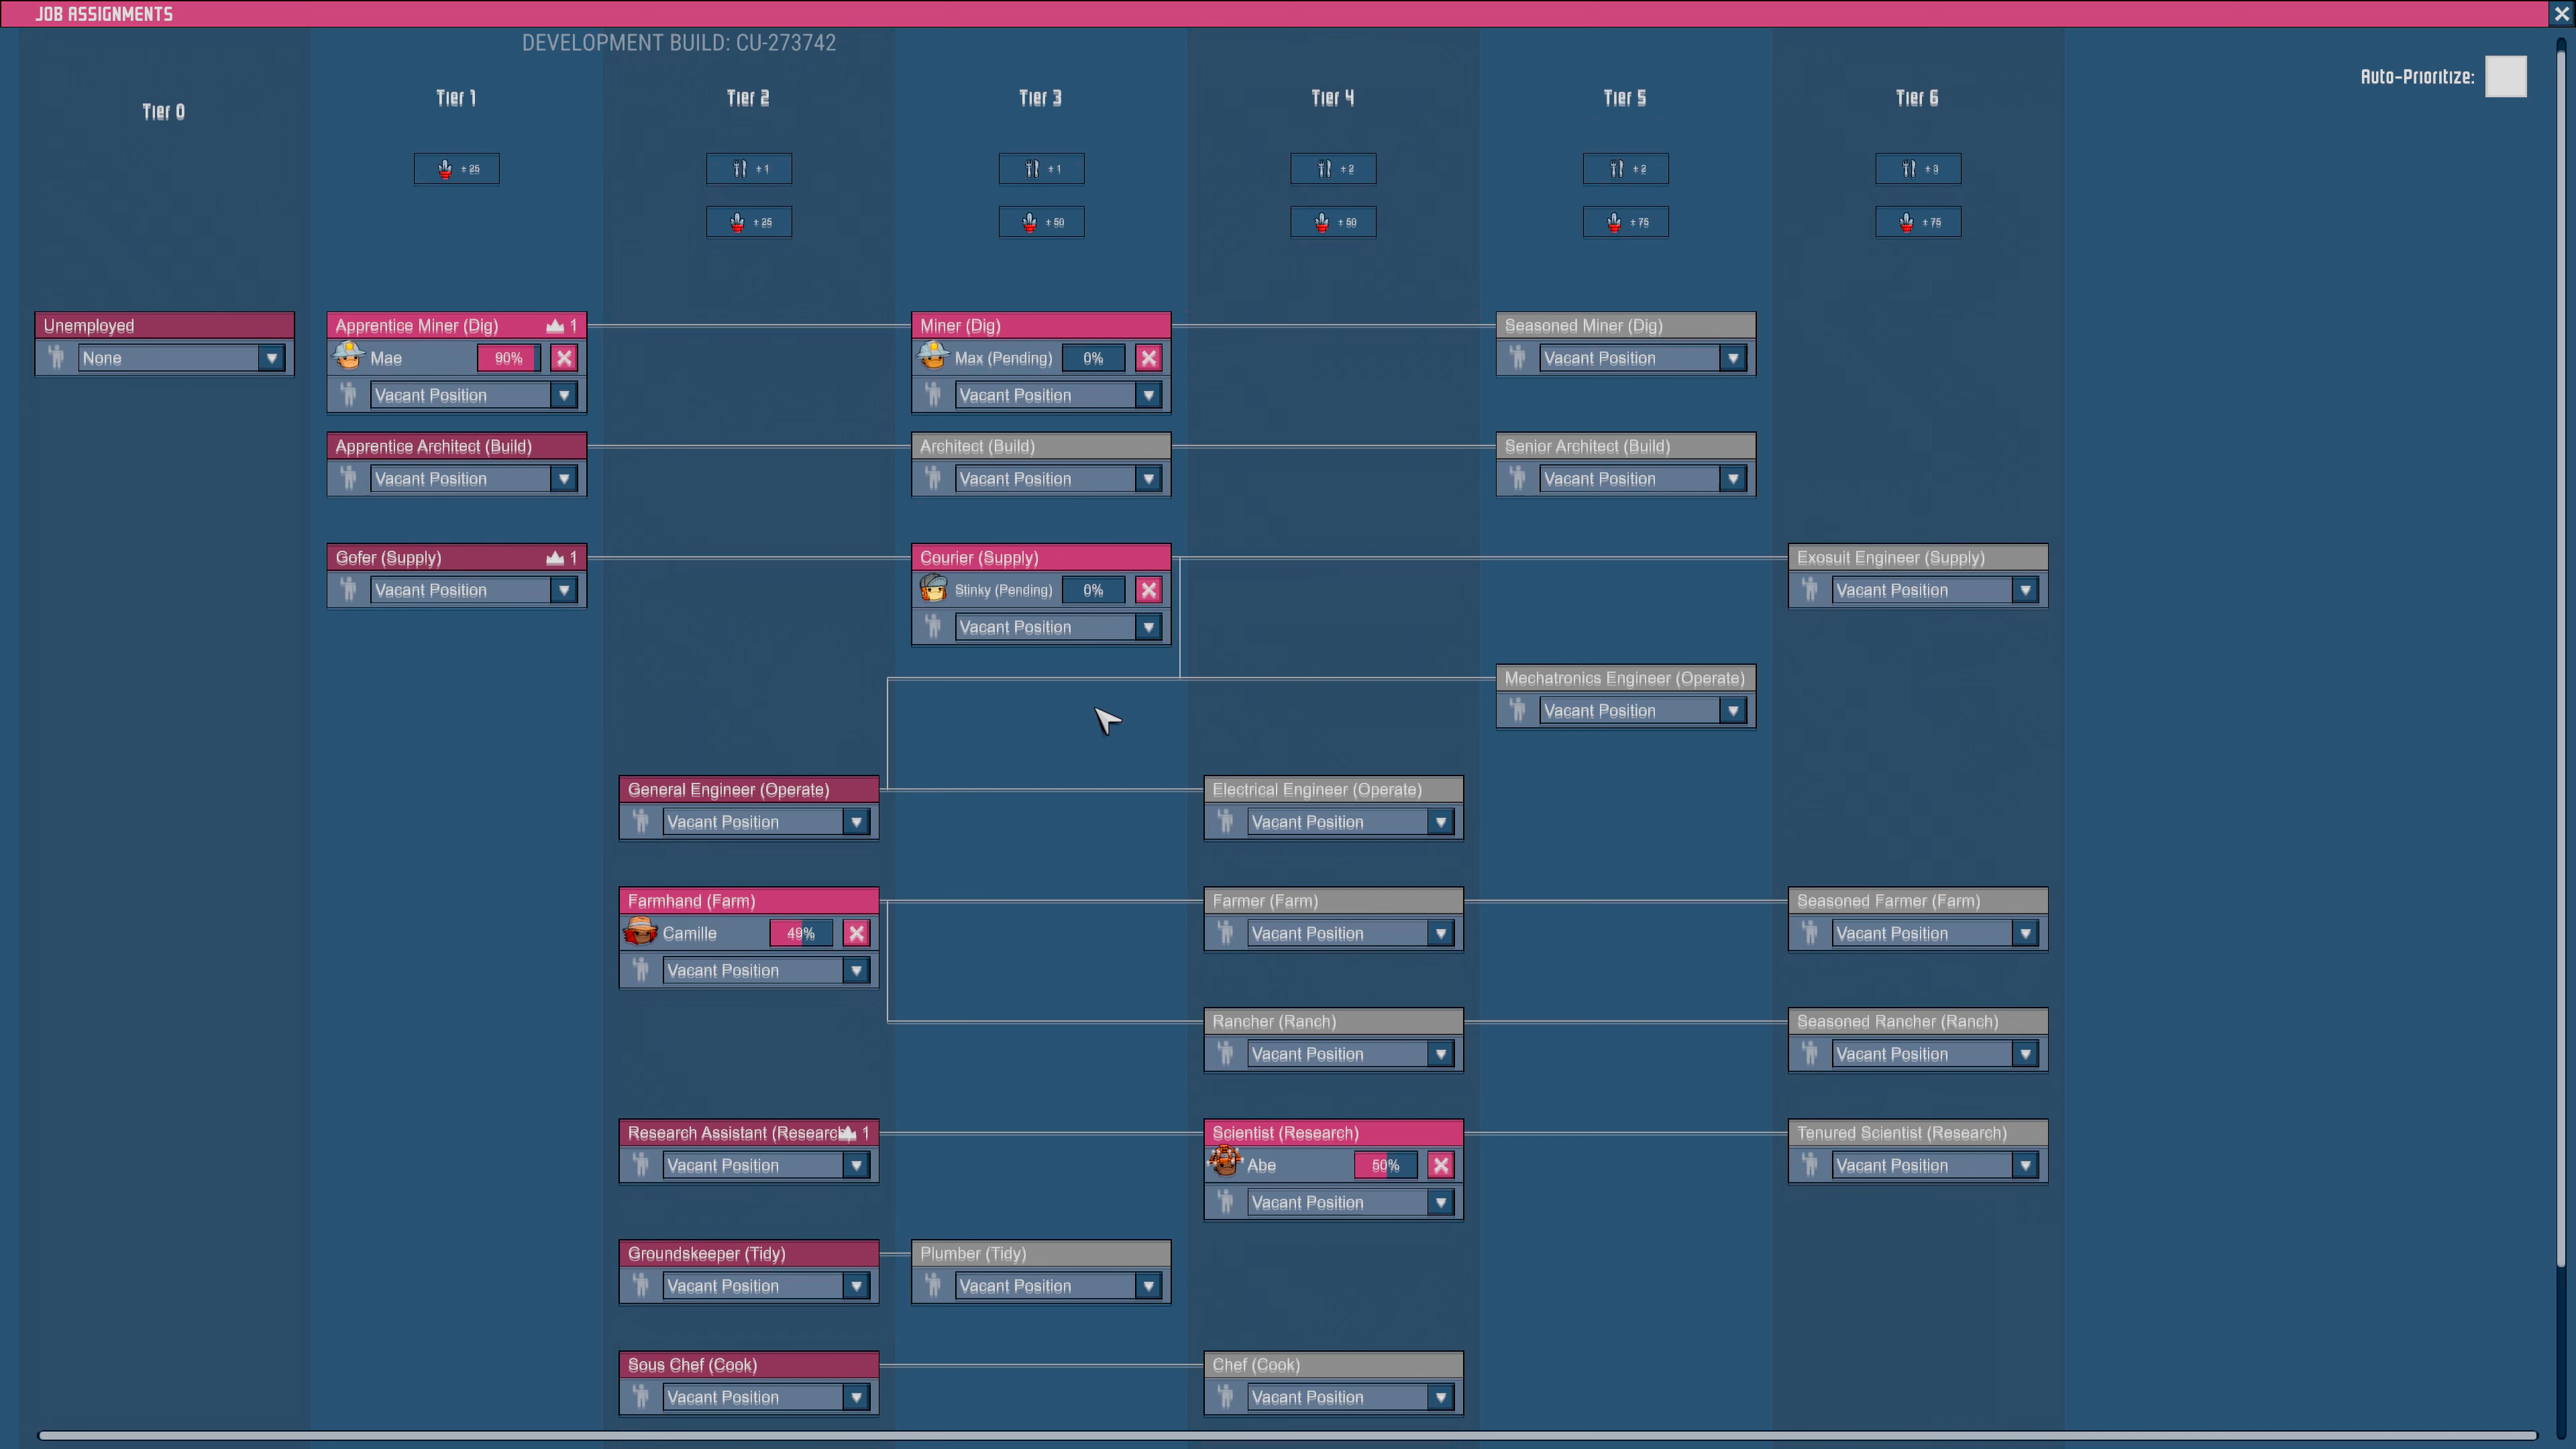 JOB ASSIGNMENTS
DEVELOPMENT BUILD: CU-273742
Auto-Prioritize:
Tier 0
Tier 1
Tier 2
Tier 3
Tier 4
Tier 5
Tier 6
+25
+1
+1
+2
+2
+3
+25
+50
+50
+75
+75
Unemployed
None
Apprentice Miner (Dig) 1
Mae 90%
Vacant Position
Miner (Dig)
Max (Pending) 0%
Vacant Position
Seasoned Miner (Dig)
Vacant Position
Apprentice Architect (Build)
Vacant Position
Architect (Build)
Vacant Position
Senior Architect (Build)
Vacant Position
Gofer (Supply) 1
Vacant Position
Courier (Supply)
Stinky (Pending) 0%
Vacant Position
Exosuit Engineer (Supply)
Vacant Position
Mechatronics Engineer (Operate)
Vacant Position
General Engineer (Operate)
Vacant Position
Electrical Engineer (Operate)
Vacant Position
Farmhand (Farm)
Camille 49%
Vacant Position
Farmer (Farm)
Vacant Position
Seasoned Farmer (Farm)
Vacant Position
Rancher (Ranch)
Vacant Position
Seasoned Rancher (Ranch)
Vacant Position
Research Assistant (Research 1
Vacant Position
Scientist (Research)
Abe 50%
Vacant Position
Tenured Scientist (Research)
Vacant Position
Groundskeeper (Tidy)
Vacant Position
Plumber (Tidy)
Vacant Position
Sous Chef (Cook)
Vacant Position
Chef (Cook)
Vacant Position